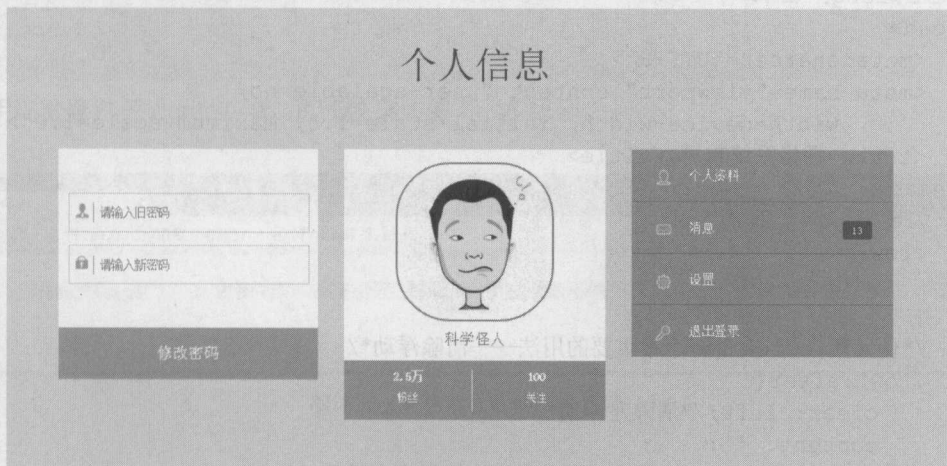 个人信息
请输入旧密码
请输入新密码
修改密码
科学怪人
2.5万
粉丝
100
关注
个人资料
消息
13
设置
退出登录